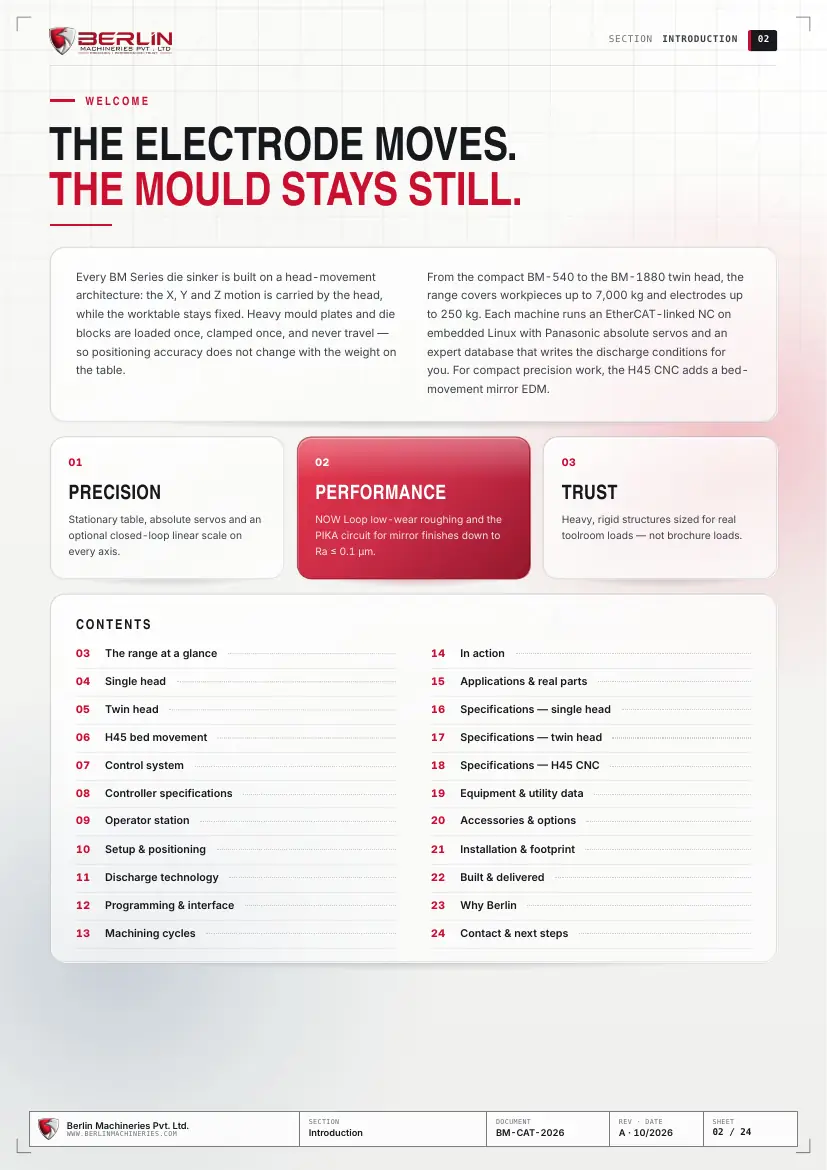 BERLIN
MACHINERIES PVT . LTD
SECTION INTRODUCTION 02
WELCOME
THE ELECTRODE MOVES.
THE MOULD STAYS STILL.
Every BM Series die sinker is built on a head-movement
architecture: the X, Y and Z motion is carried by the head,
while the worktable stays fixed. Heavy mould plates and die
blocks are loaded once, clamped once, and never travel —
so positioning accuracy does not change with the weight on
the table.
From the compact BM-540 to the BM-1880 twin head, the
range covers workpieces up to 7,000 kg and electrodes up
to 250 kg. Each machine runs an EtherCAT-linked NC on
embedded Linux with Panasonic absolute servos and an
expert database that writes the discharge conditions for
you. For compact precision work, the H45 CNC adds a bed-
movement mirror EDM.
01
PRECISION
Stationary table, absolute servos and an
optional closed-loop linear scale on
every axis.
02
PERFORMANCE
NOW Loop low-wear roughing and the
PIKA circuit for mirror finishes down to
Ra ≤ 0.1 μm.
03
TRUST
Heavy, rigid structures sized for real
toolroom loads — not brochure loads.
CONTENTS
03 The range at a glance
04 Single head
05 Twin head
06 H45 bed movement
07 Control system
08 Controller specifications
09 Operator station
10 Setup & positioning
11 Discharge technology
12 Programming & interface
13 Machining cycles
14 In action
15 Applications & real parts
16 Specifications — single head
17 Specifications — twin head
18 Specifications — H45 CNC
19 Equipment & utility data
20 Accessories & options
21 Installation & footprint
22 Built & delivered
23 Why Berlin
24 Contact & next steps
Berlin Machineries Pvt. Ltd.
WWW.BERLINMACHINERIES.COM
SECTION
Introduction
DOCUMENT
BM-CAT-2026
REV · DATE
A · 10/2026
SHEET
02 / 24